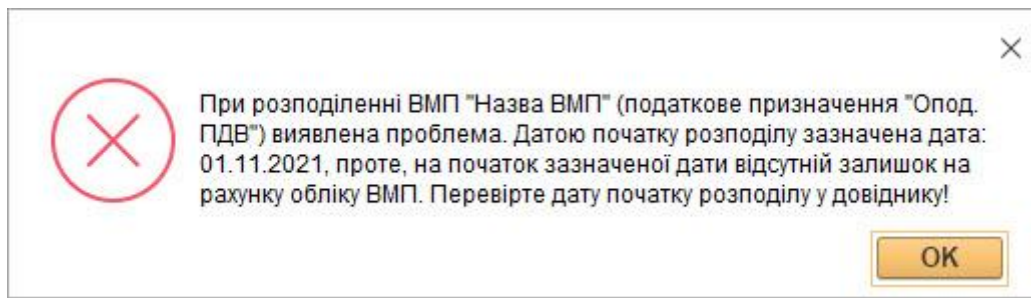 При розподіленні ВМП "Назва ВМП" (податкове призначення "Опод.
ПДВ") виявлена проблема. Датою початку розподілу зазначена дата:
01.11.2021, проте, на початок зазначеної дати відсутній залишок на
рахунку обліку ВМП. Перевірте дату початку розподілу у довіднику!
OK